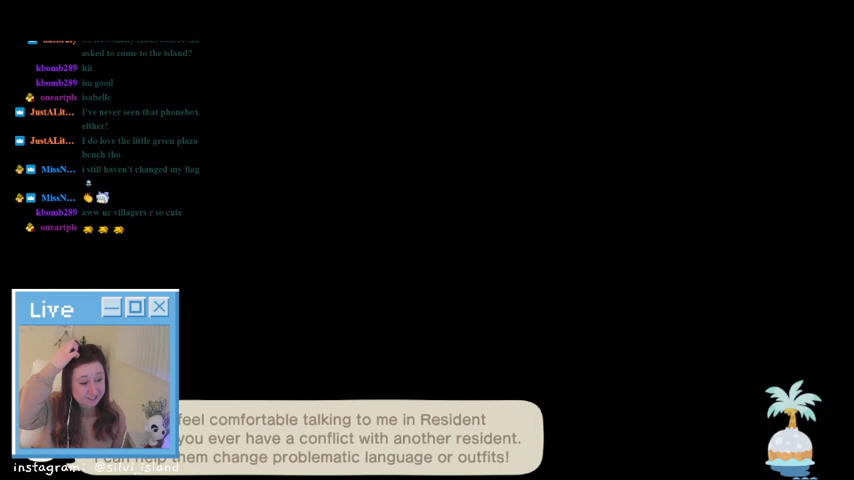 asked to come to the island?
kbomb289 hii
kbomb289 im good
oneartpls isabelle
JustALit... I've never seen that phonebox
either!
JustALit... I do love the little green plaza
bench tho
MissN... i still haven't changed my flag
MissN...
kbomb289 aww ur villagers r so cute
oneartpls
Live
feel comfortable talking to me in Resident
you ever have a conflict with another resident.
I can help them change problematic language or outfits!
instagram: @silvi_island